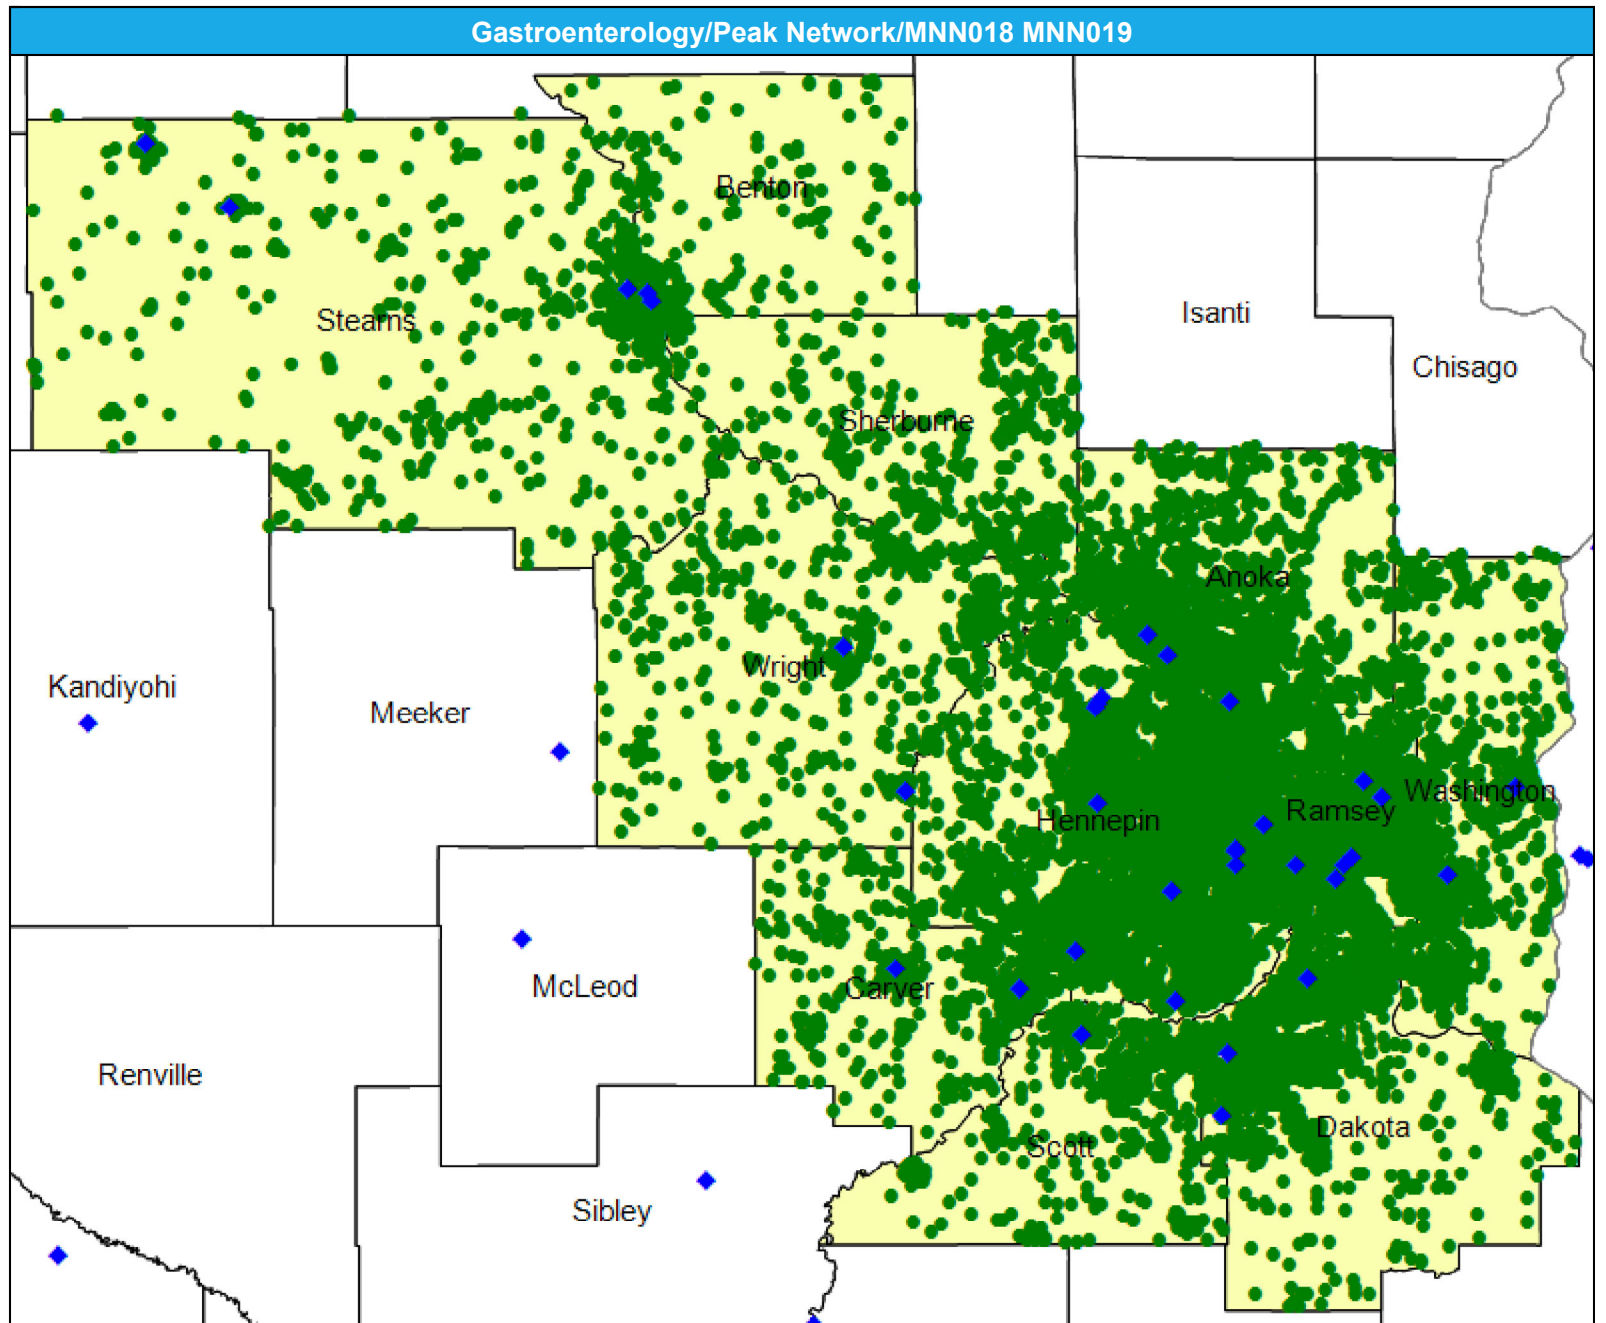 Gastroenterology/Peak Network/MNN018 MNN019
Benton
Stearns
Isanti
Chisago
Sherburne
Anoka
Wright
Kandiyohi
Meeker
Washington
Ramsey
Hennepin
McLeod
Carver
Renville
Dakota
Scott
Sibley